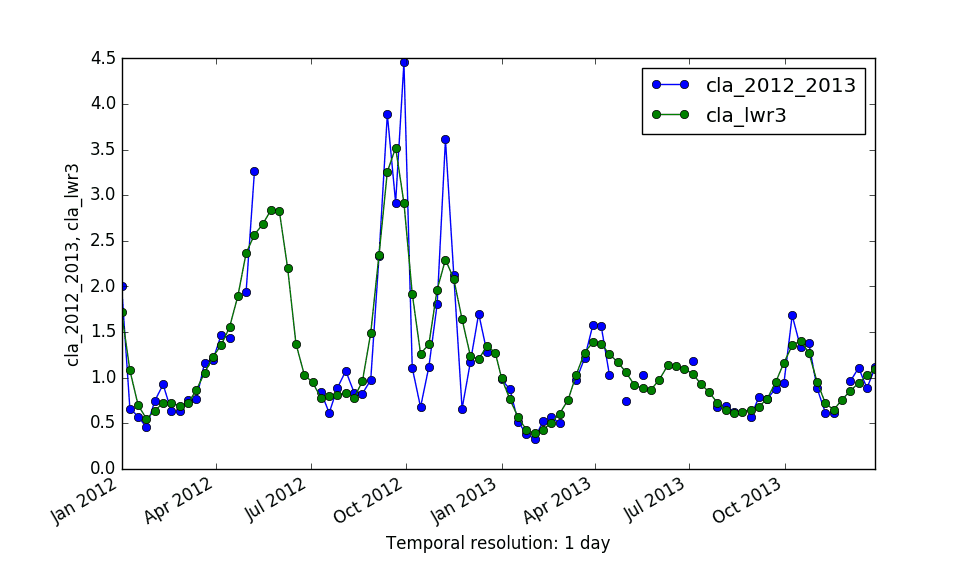 4.5
4.0
3.5
3.0
2.5
2.0
1.5
1.0
0.5
0.0
cla_2012_2013, cla_lwr3
cla_2012_2013
cla_lwr3
Jan 2012
Apr 2012
Jul 2012
Oct 2012
Jan 2013
Apr 2013
Jul 2013
Oct 2013
Temporal resolution: 1 day